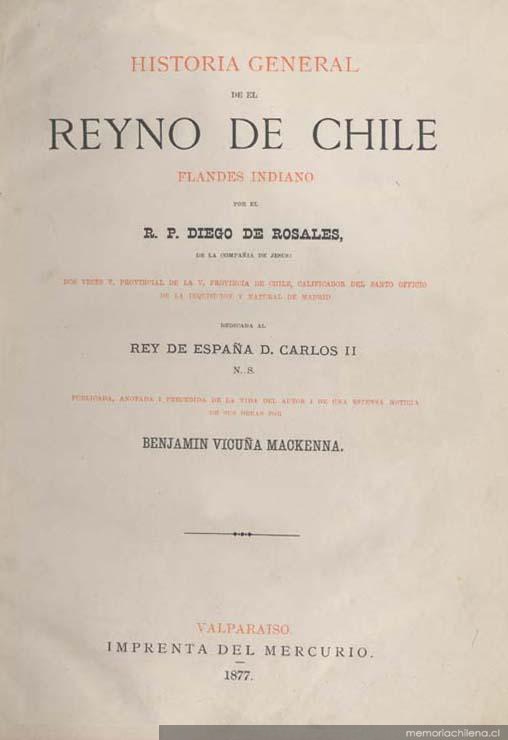 HISTORIA GENERAL
DE EL
REYNO DE CHILE
FLANDES INDIANO
POR EL
R. P. DIEGO DE ROSALES,
DE LA COMPAÑIA DE JESUS:
DOS VECES V. PROVINCIAL DE LA V. PROVINCIA DE CHILE, CALIFICADOR DEL SANTO OFFICIO
DE LA INQUISICION Y NATURAL DE MADRID
DEDICADA AL
REY DE ESPAÑA D. CARLOS II
N. S.
PUBLICADA, ANOTADA I PRECEDIDA DE LA VIDA DEL AUTOR I DE UNA ESTENSA NOTICIA
DE SUS OBRAS POR
BENJAMIN VICUÑA MACKENNA.
VALPARAISO
IMPRENTA DEL MERCURIO.
1877.
memoriachilena.cl